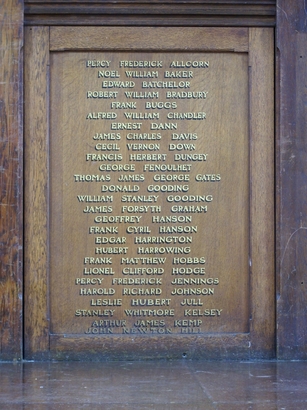 PERCY FREDERICK ALLCORN
NOEL WILLIAM BAKER
EDWARD BATCHELOR
ROBERT WILLIAM BRADBURY
FRANK BUGGS
ALFRED WILLIAM CHANDLER
ERNEST DANN
JAMES CHARLES DAVIS
CECIL VERNON DOWN
FRANCIS HERBERT DUNGEY
GEORGE FENOULHET
THOMAS JAMES GEORGE GATES
DONALD GOODING
WILLIAM STANLEY GOODING
JAMES FORSYTH GRAHAM
GEOFFREY HANSON
FRANK CYRIL HANSON
EDGAR HARRINGTON
HUBERT HARROWING
FRANK MATTHEW HOBBS
LIONEL CLIFFORD HODGE
PERCY FREDERICK JENNINGS
HAROLD RICHARD JOHNSON
LESLIE HUBERT JULL
STANLEY WHITMORE KELSEY
ARTHUR JAMES KEMP
JOHN NEWTON